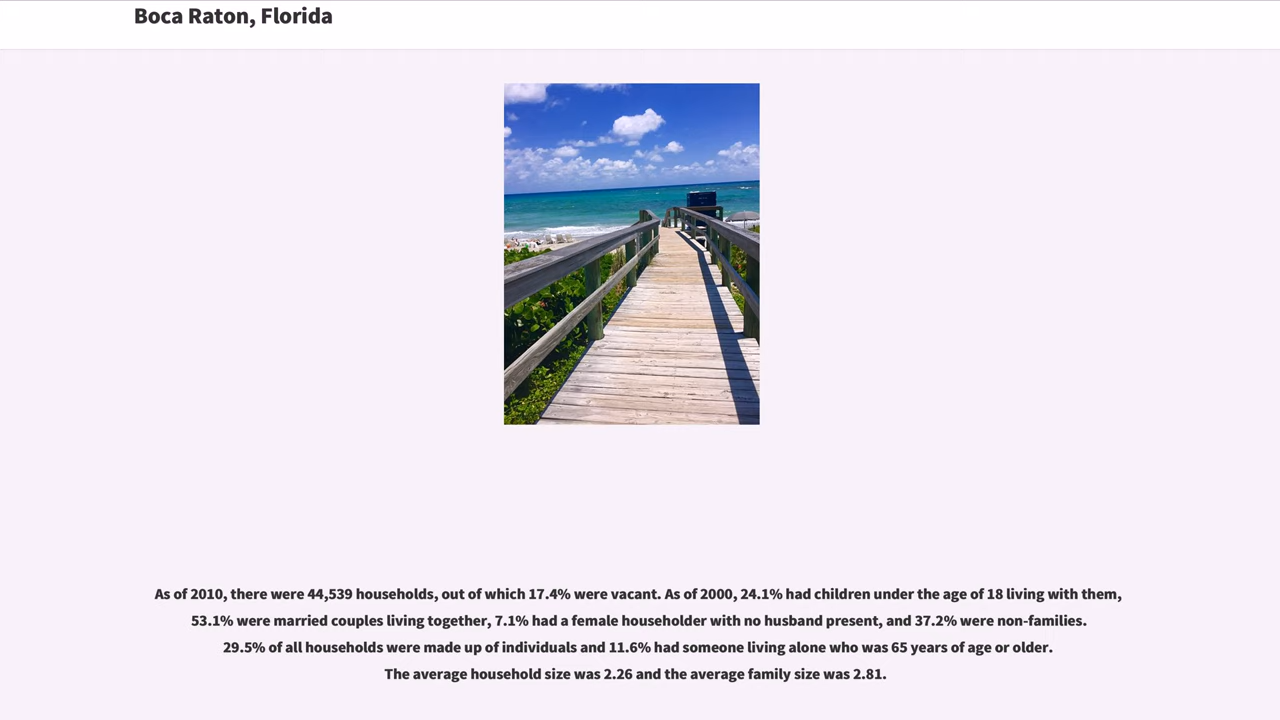 Boca Raton, Florida
As of 2010, there were 44,539 households, out of which 17.4% were vacant. As of 2000, 24.1% had children under the age of 18 living with them,
53.1% were married couples living together, 7.1% had a female householder with no husband present, and 37.2% were non-families.
29.5% of all households were made up of individuals and 11.6% had someone living alone who was 65 years of age or older.
The average household size was 2.26 and the average family size was 2.81.